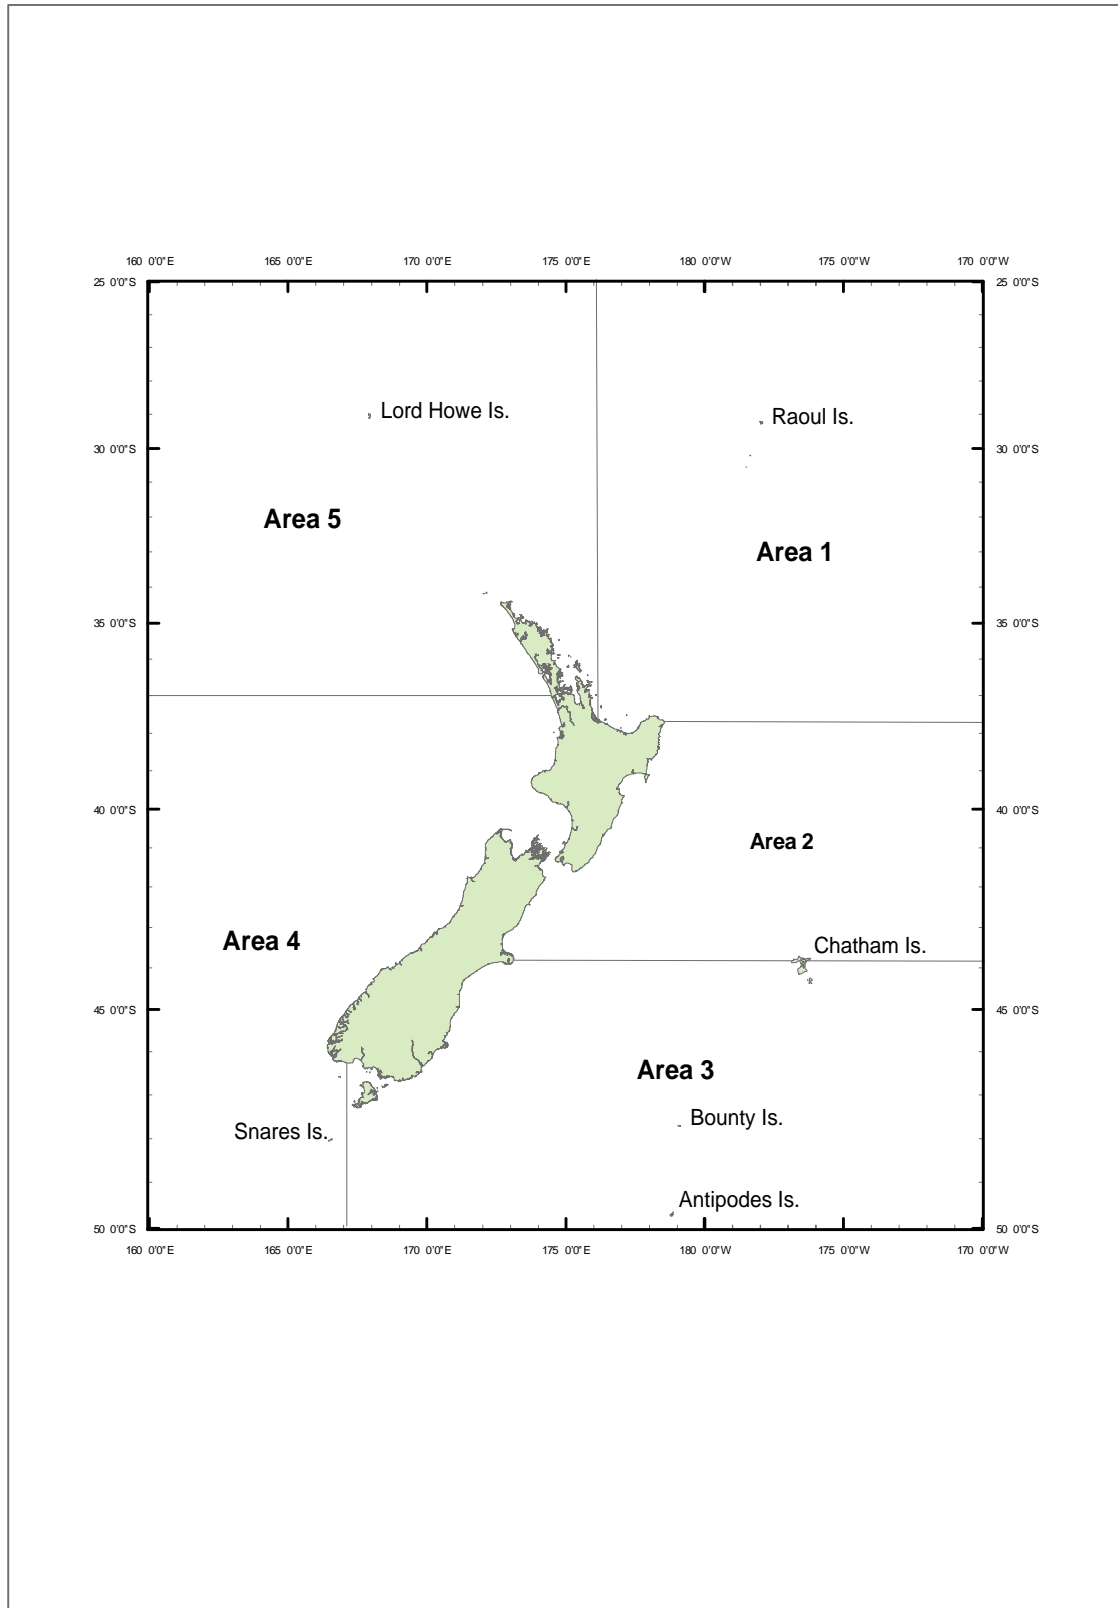 160 0'0"E 165 0'0"E 170 0'0"E 175 0'0"E 180 0'0"W 175 0'0"W 170 0'0"W
25 0'0"S 25 0'0"S
Lord Howe Is.
Raoul Is.
30 0'0"S 30 0'0"S
Area 5
Area 1
35 0'0"S 35 0'0"S
40 0'0"S 40 0'0"S
Area 2
Area 4
Chatham Is.
45 0'0"S 45 0'0"S
Area 3
Bounty Is.
Snares Is.
Antipodes Is.
50 0'0"S 50 0'0"S
160 0'0"E 165 0'0"E 170 0'0"E 175 0'0"E 180 0'0"W 175 0'0"W 170 0'0"W